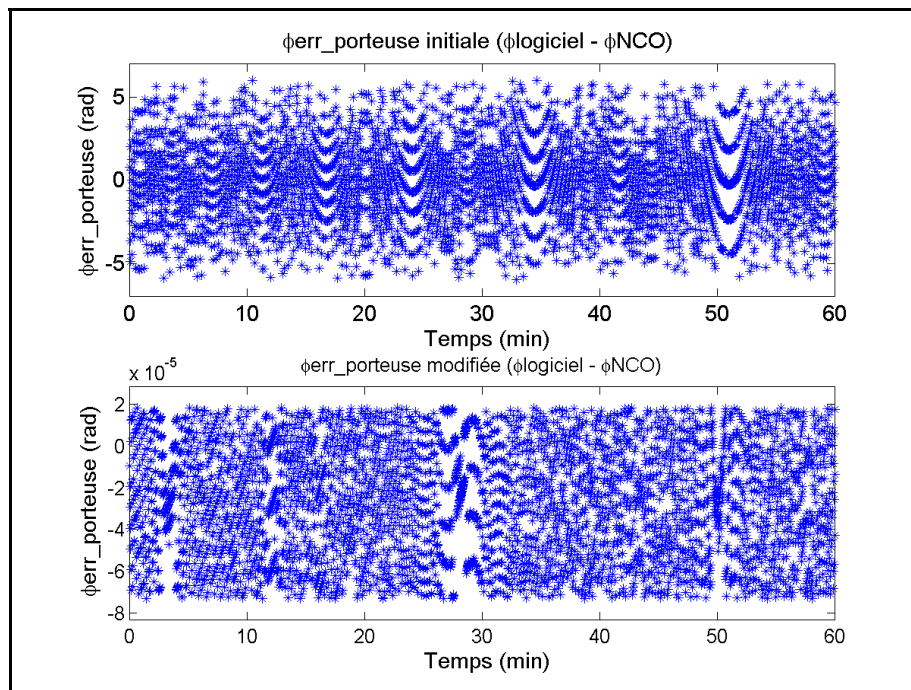 ϕerr_porteuse initiale (ϕlogiciel - ϕNCO)
ϕerr_porteuse (rad)
5
0
-5
0 10 20 30 40 50 60
Temps (min)
x 10^-5
ϕerr_porteuse modifiée (ϕlogiciel - ϕNCO)
ϕerr_porteuse (rad)
2
0
-2
-4
-6
-8
0 10 20 30 40 50 60
Temps (min)